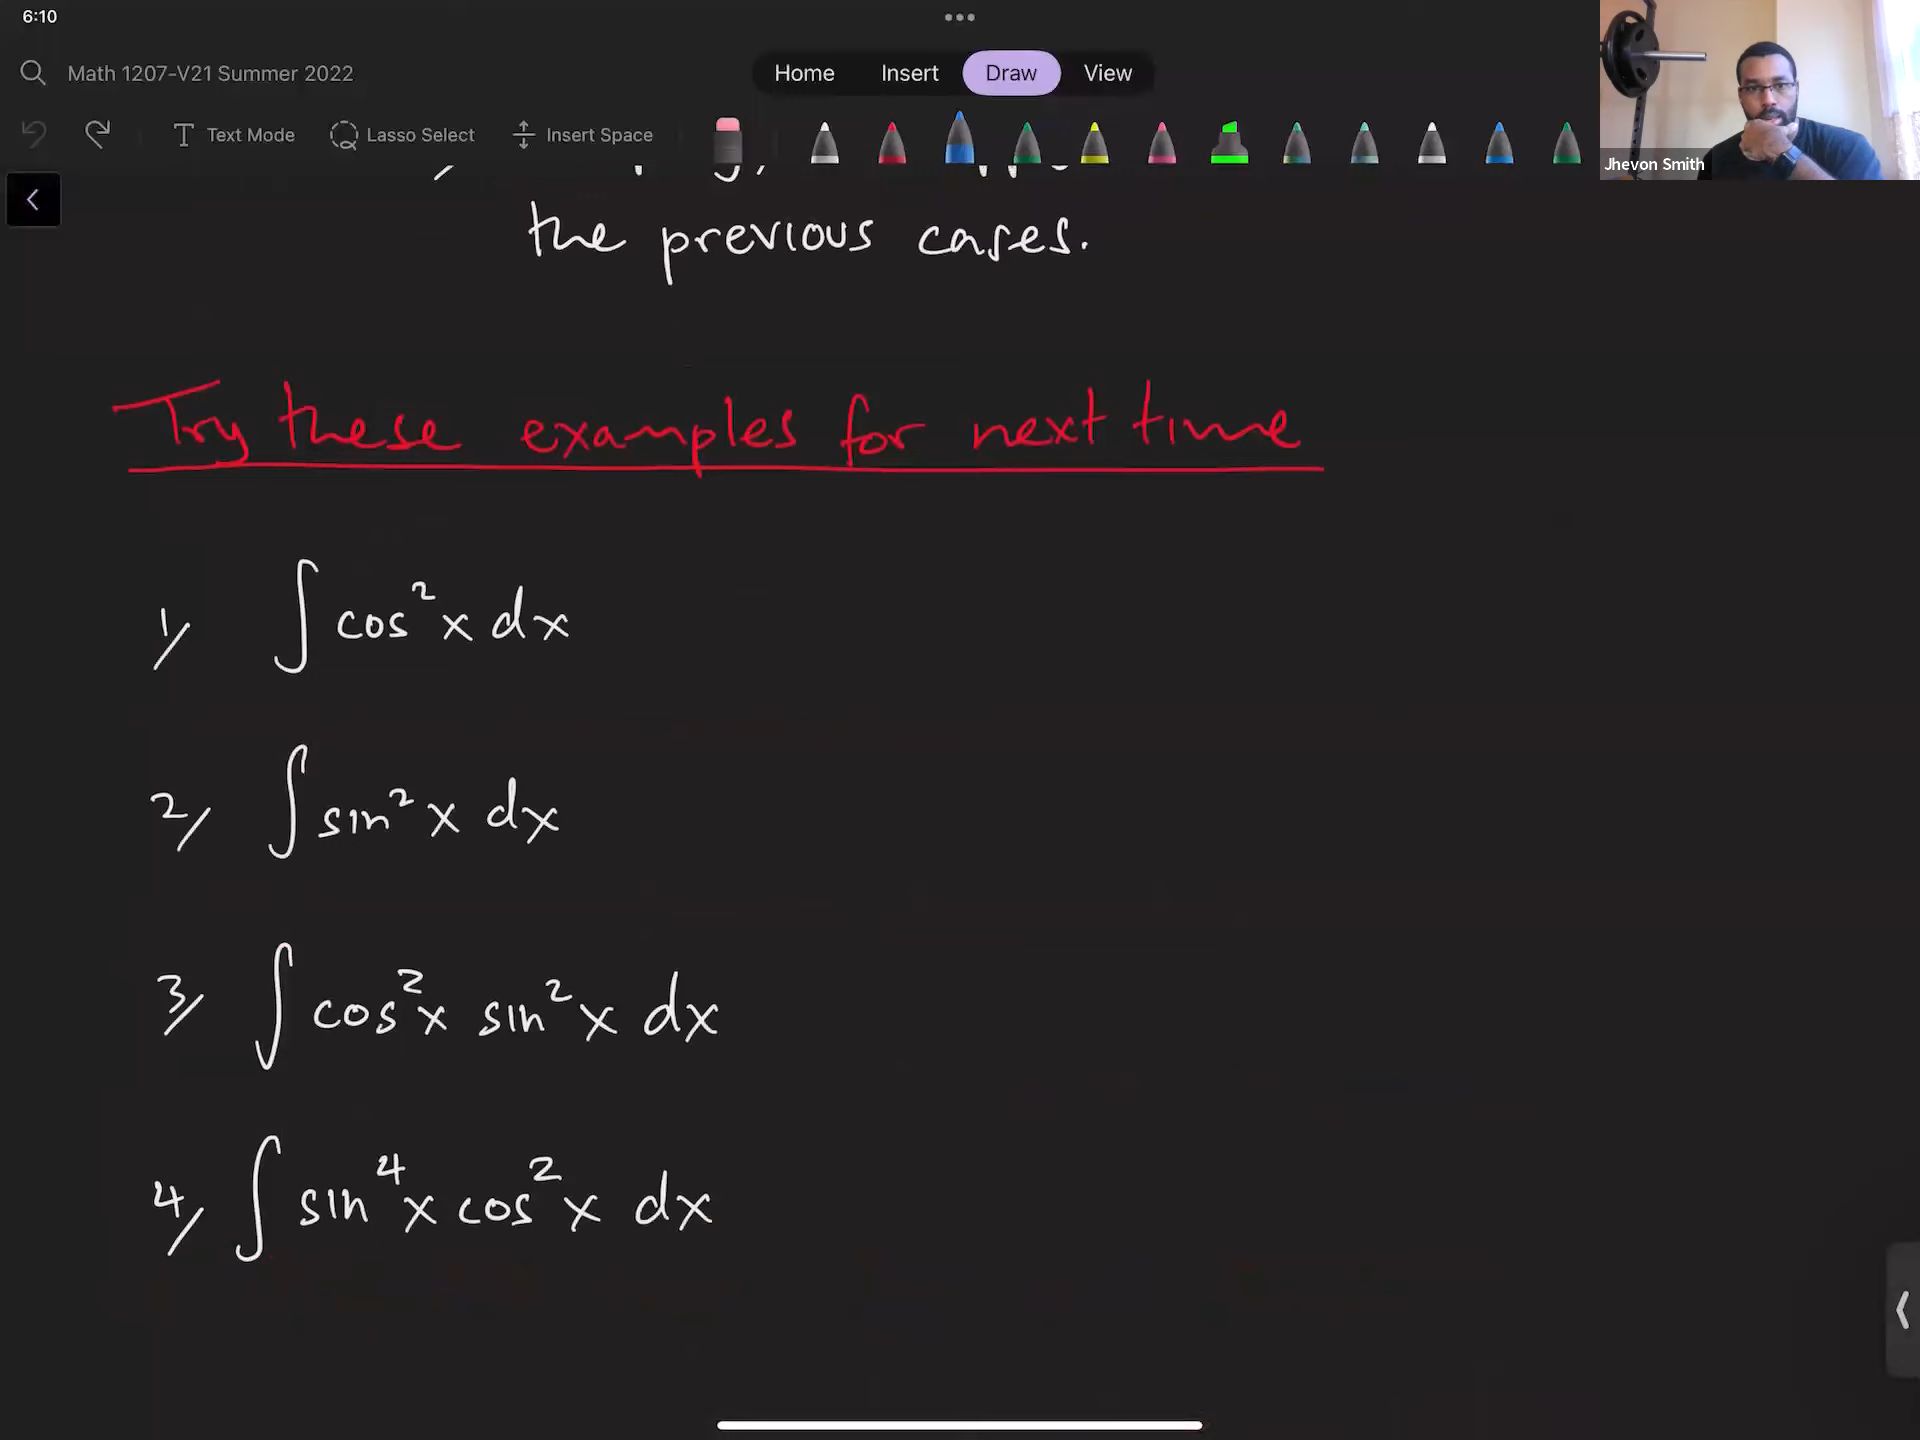 6:10
Math 1207-V21 Summer 2022
Home Insert Draw View
Text Mode Lasso Select Insert Space
Jhevon Smith
the previous cases.
Try these examples for next time
1/ ∫ cos²x dx
2/ ∫ sin²x dx
3/ ∫ cos²x sin²x dx
4/ ∫ sin⁴x cos²x dx